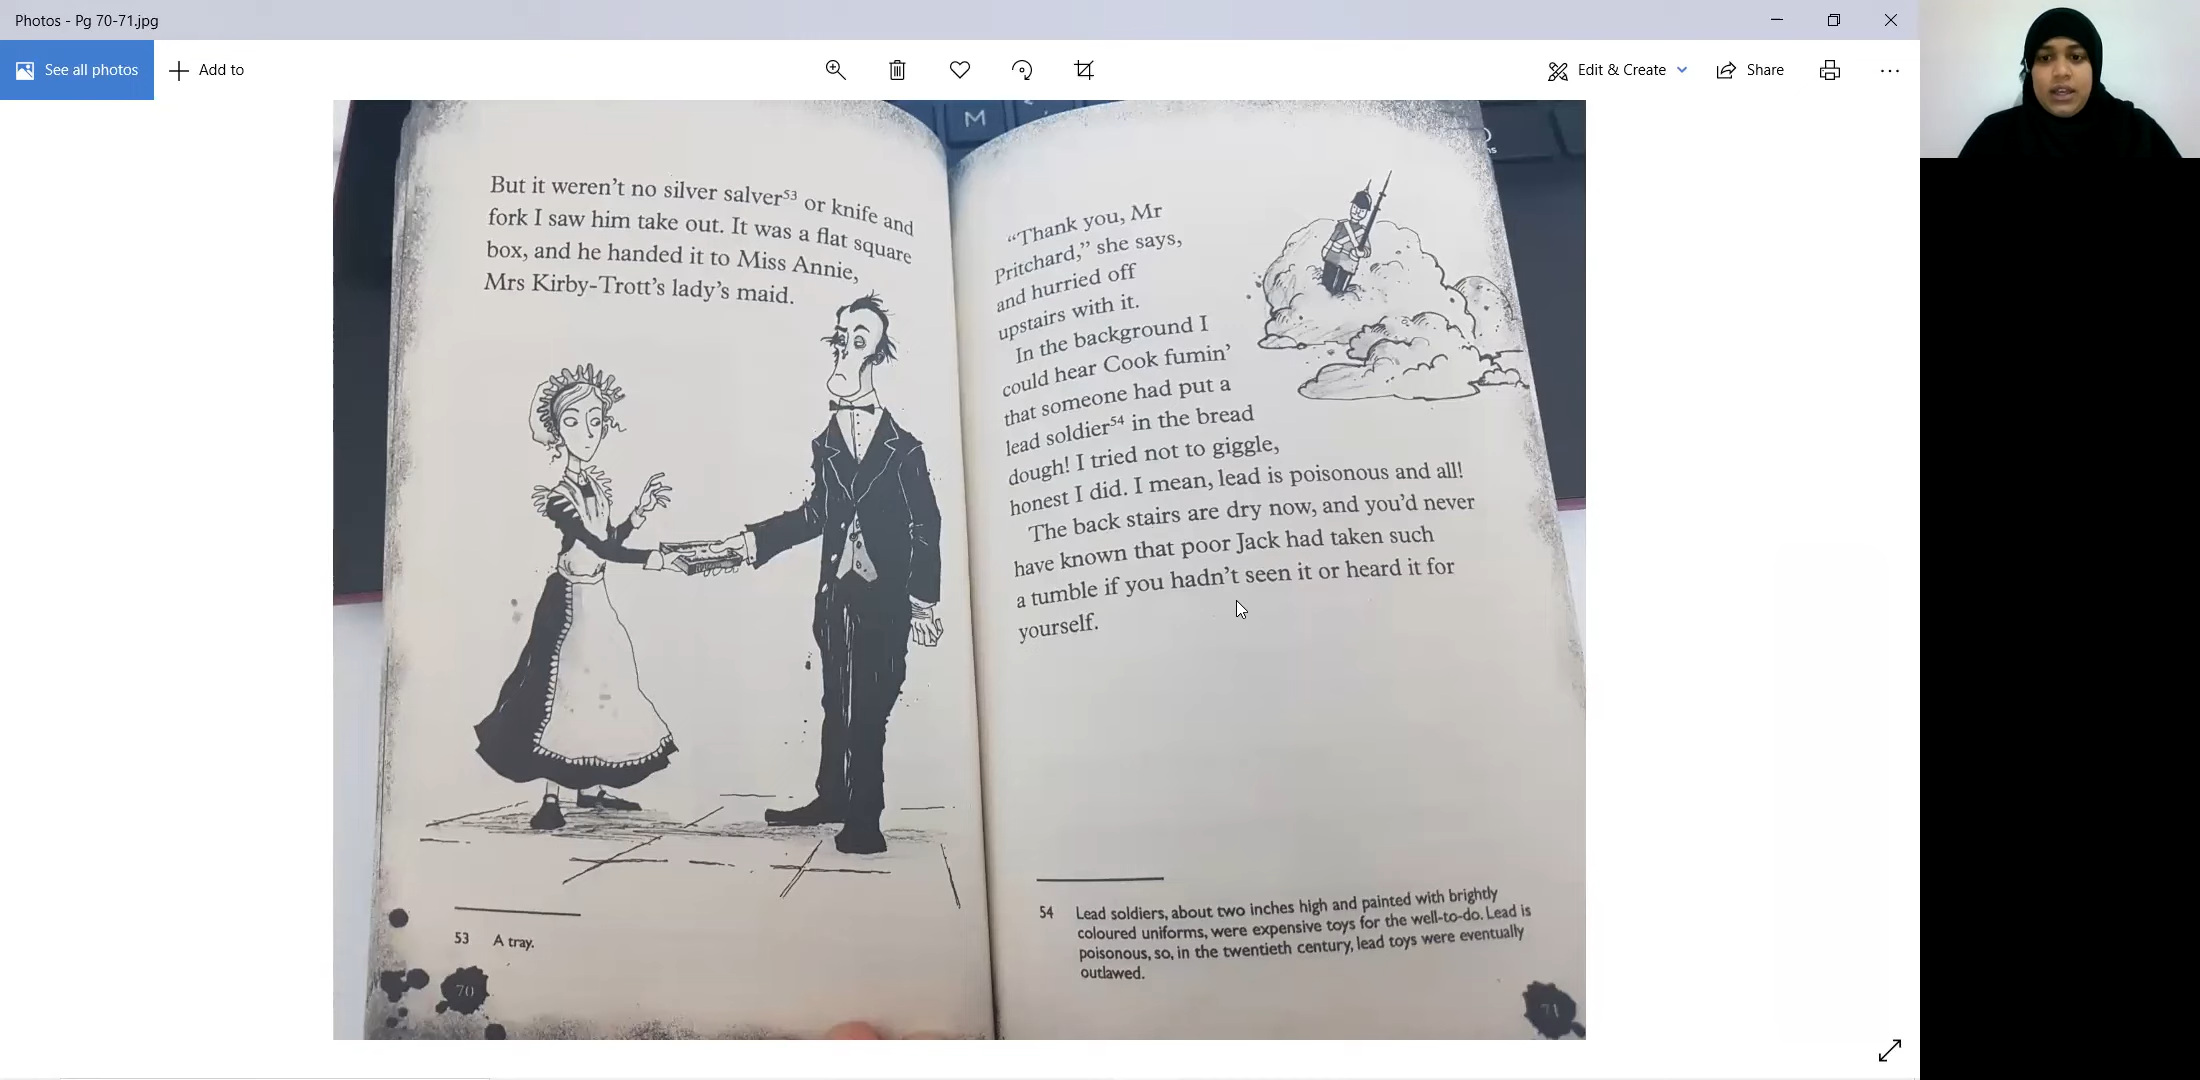 Photos - Pg 70-71.jpg
See all photos
Add to
Edit & Create
Share
M
But it weren't no silver salver53 or knife and
fork I saw him take out. It was a flat square
box, and he handed it to Miss Annie,
Mrs Kirby-Trott's lady's maid.
53 A tray.
70
"Thank you, Mr
Pritchard," she says,
and hurried off
upstairs with it.
In the background I
could hear Cook fumin'
that someone had put a
lead soldier54 in the bread
dough! I tried not to giggle,
honest I did. I mean, lead is poisonous and all!
The back stairs are dry now, and you'd never
have known that poor Jack had taken such
a tumble if you hadn't seen it or heard it for
yourself.
54 Lead soldiers, about two inches high and painted with brightly
coloured uniforms, were expensive toys for the well-to-do. Lead is
poisonous, so, in the twentieth century, lead toys were eventually
outlawed.
71